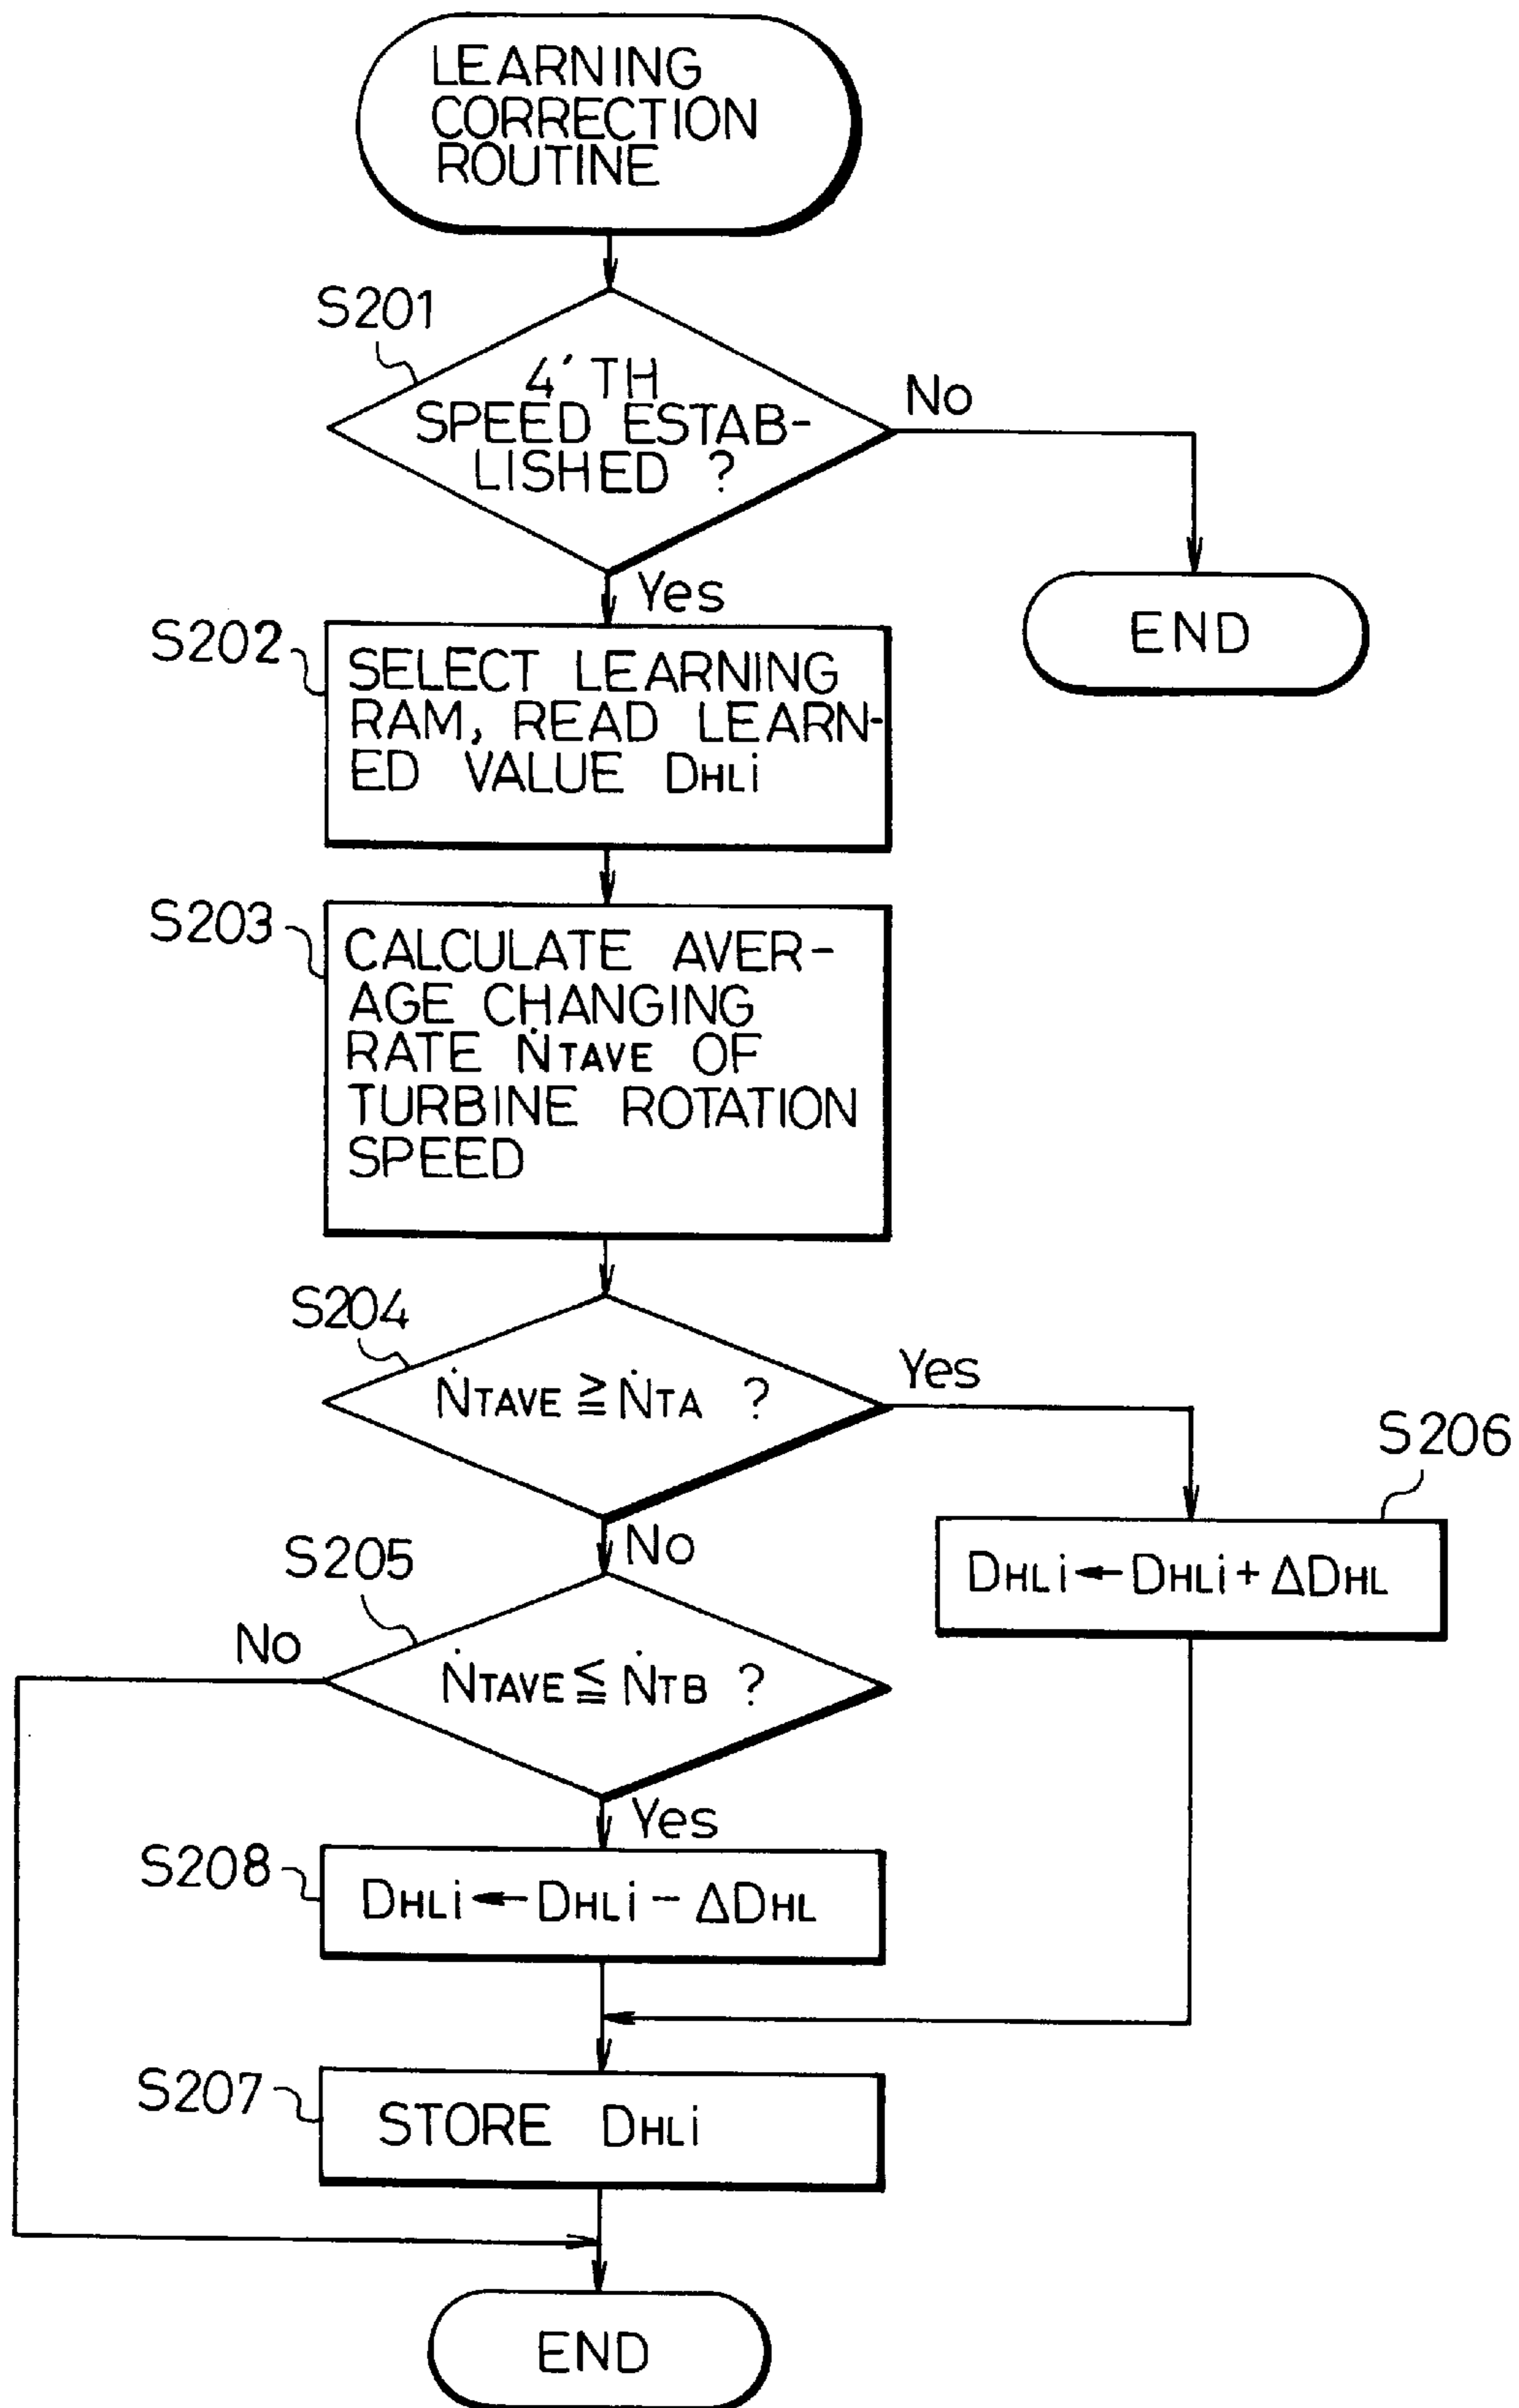 LEARNING
CORRECTION
ROUTINE
S201
4'TH
SPEED ESTAB-
LISHED ?
No
Yes
END
S202
SELECT LEARNING
RAM, READ LEARN-
ED VALUE DHLi
S203
CALCULATE AVER-
AGE CHANGING
RATE ṄTAVE OF
TURBINE ROTATION
SPEED
S204
ṄTAVE ≧ ṄTA ?
Yes
S206
No
DHLi ← DHLi + ΔDHL
S205
No
ṄTAVE ≦ ṄTB ?
Yes
S208
DHLi ← DHLi - ΔDHL
S207
STORE DHLi
END